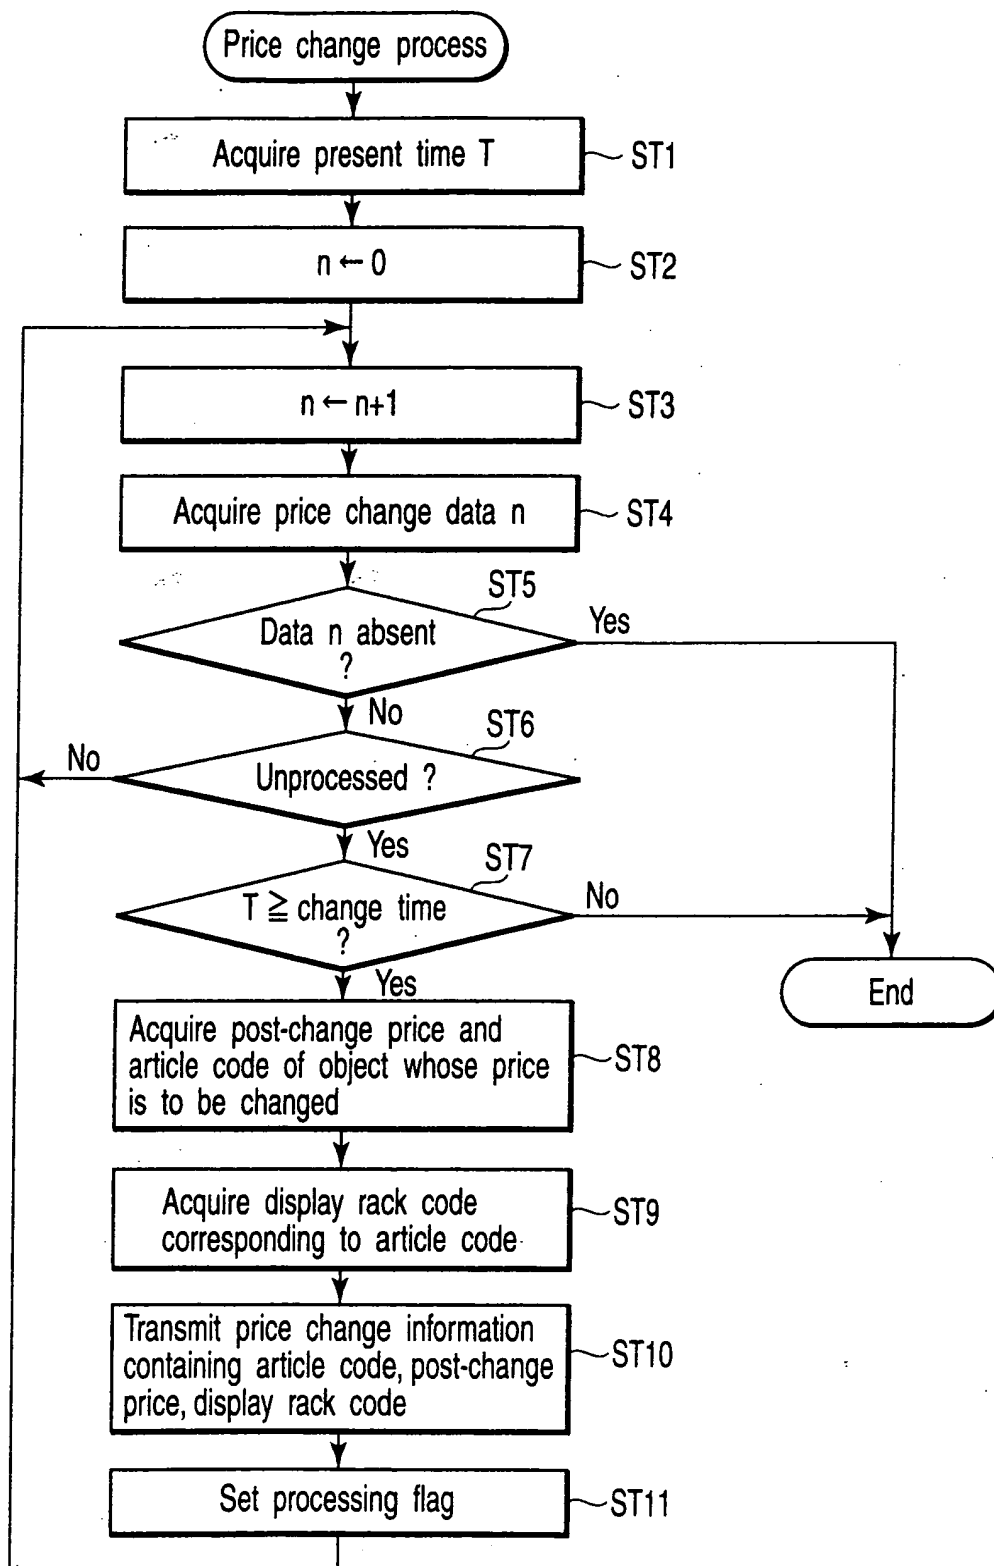 Price change process
Acquire present time T
ST1
n ← 0
ST2
n ← n+1
ST3
Acquire price change data n
ST4
ST5
Data n absent
?
Yes
No
ST6
Unprocessed ?
No
Yes
ST7
T ≧ change time
?
No
Yes
End
Acquire post-change price and
article code of object whose price
is to be changed
ST8
Acquire display rack code
corresponding to article code
ST9
Transmit price change information
containing article code, post-change
price, display rack code
ST10
Set processing flag
ST11